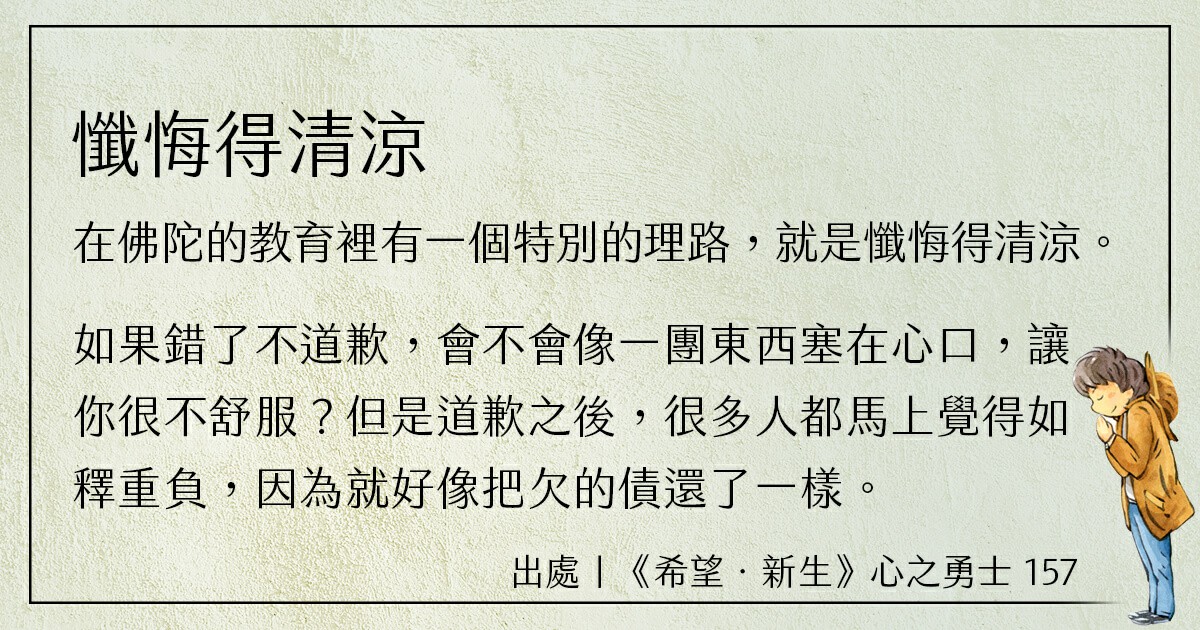 懺悔得清涼
在佛陀的教育裡有一個特別的理路，就是懺悔得清涼。
如果錯了不道歉，會不會像一團東西塞在心口，讓
你很不舒服？但是道歉之後，很多人都馬上覺得如
釋重負，因為就好像把欠的債還了一樣。
出處｜《希望．新生》心之勇士 157